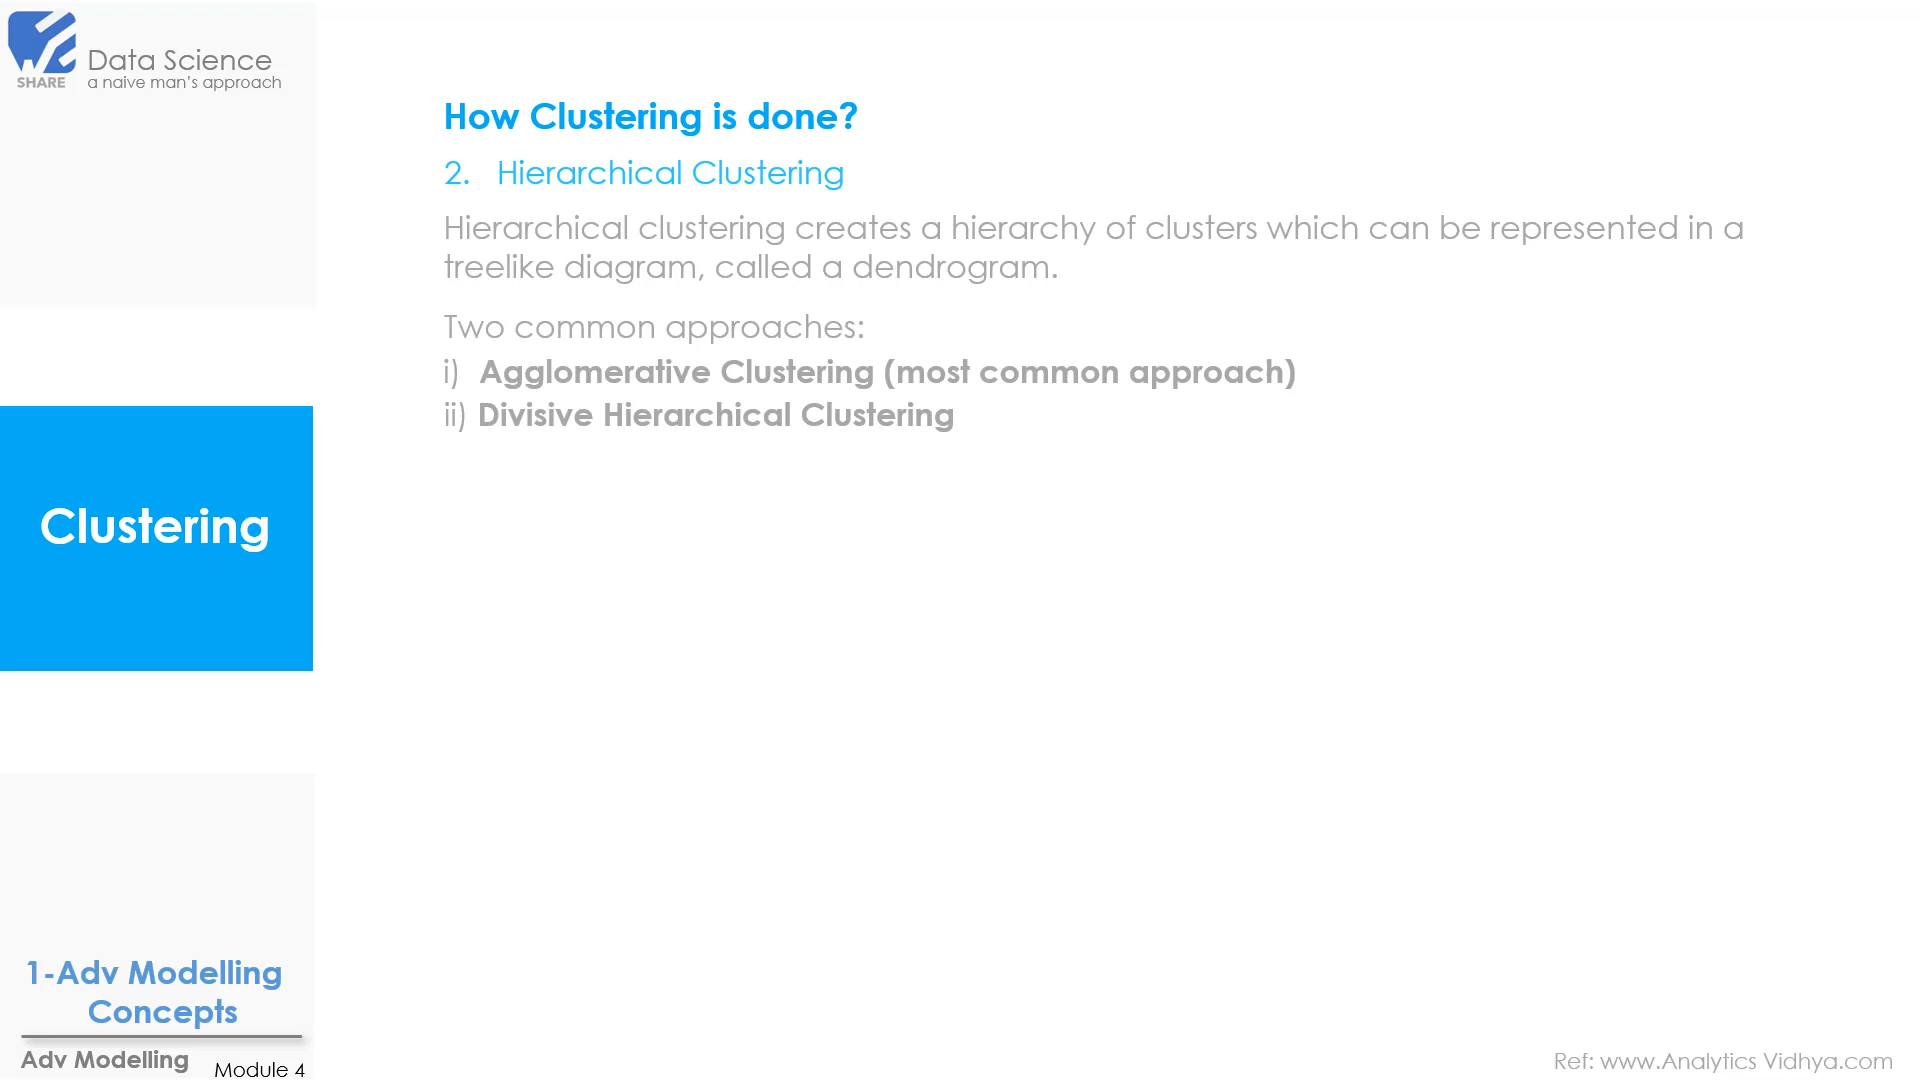 SHARE
Data Science
a naive man's approach
How Clustering is done?
2. Hierarchical Clustering
Hierarchical clustering creates a hierarchy of clusters which can be represented in a
treelike diagram, called a dendrogram.
Two common approaches:
i) Agglomerative Clustering (most common approach)
ii) Divisive Hierarchical Clustering
Clustering
1-Adv Modelling
Concepts
Adv Modelling
Module 4
Ref: www.Analytics Vidhya.com